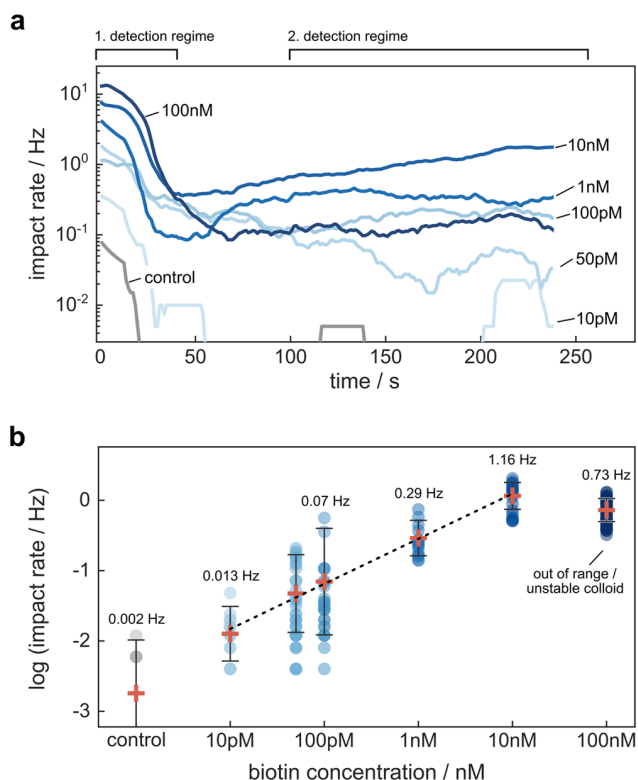 a
1. detection regime
2. detection regime
impact rate / Hz
10¹
10⁰
10⁻¹
10⁻²
100nM
control
10nM
1nM
100pM
50pM
10pM
0
50
100
150
200
250
time / s
b
log (impact rate / Hz)
0
-1
-2
-3
0.002 Hz
0.013 Hz
0.07 Hz
0.29 Hz
1.16 Hz
0.73 Hz
out of range /
unstable colloid
control
10pM
100pM
1nM
10nM
100nM
biotin concentration / nM